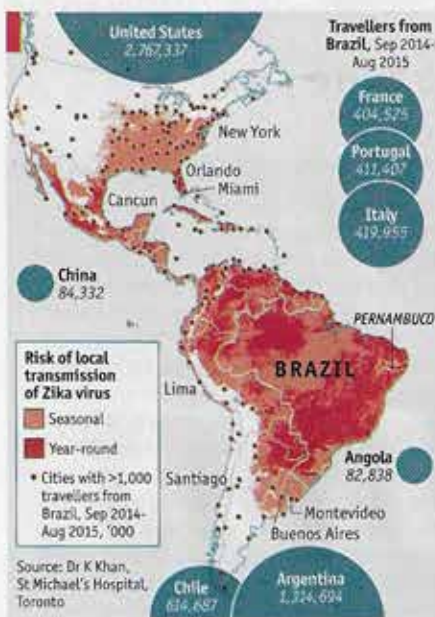 United States
2,767,337
Travellers from
Brazil, Sep 2014-
Aug 2015
France
404,525
Portugal
411,407
Italy
419,955
New York
Orlando
Miami
Cancun
China
84,332
PERNAMBUCO
BRAZIL
Risk of local
transmission
of Zika virus
Seasonal
Year-round
• Cities with >1,000
travellers from
Brazil, Sep 2014-
Aug 2015, '000
Lima
Santiago
Angola
82,838
Montevideo
Buenos Aires
Source: Dr K Khan,
St Michael's Hospital,
Toronto
Chile
614,687
Argentina
1,314,694